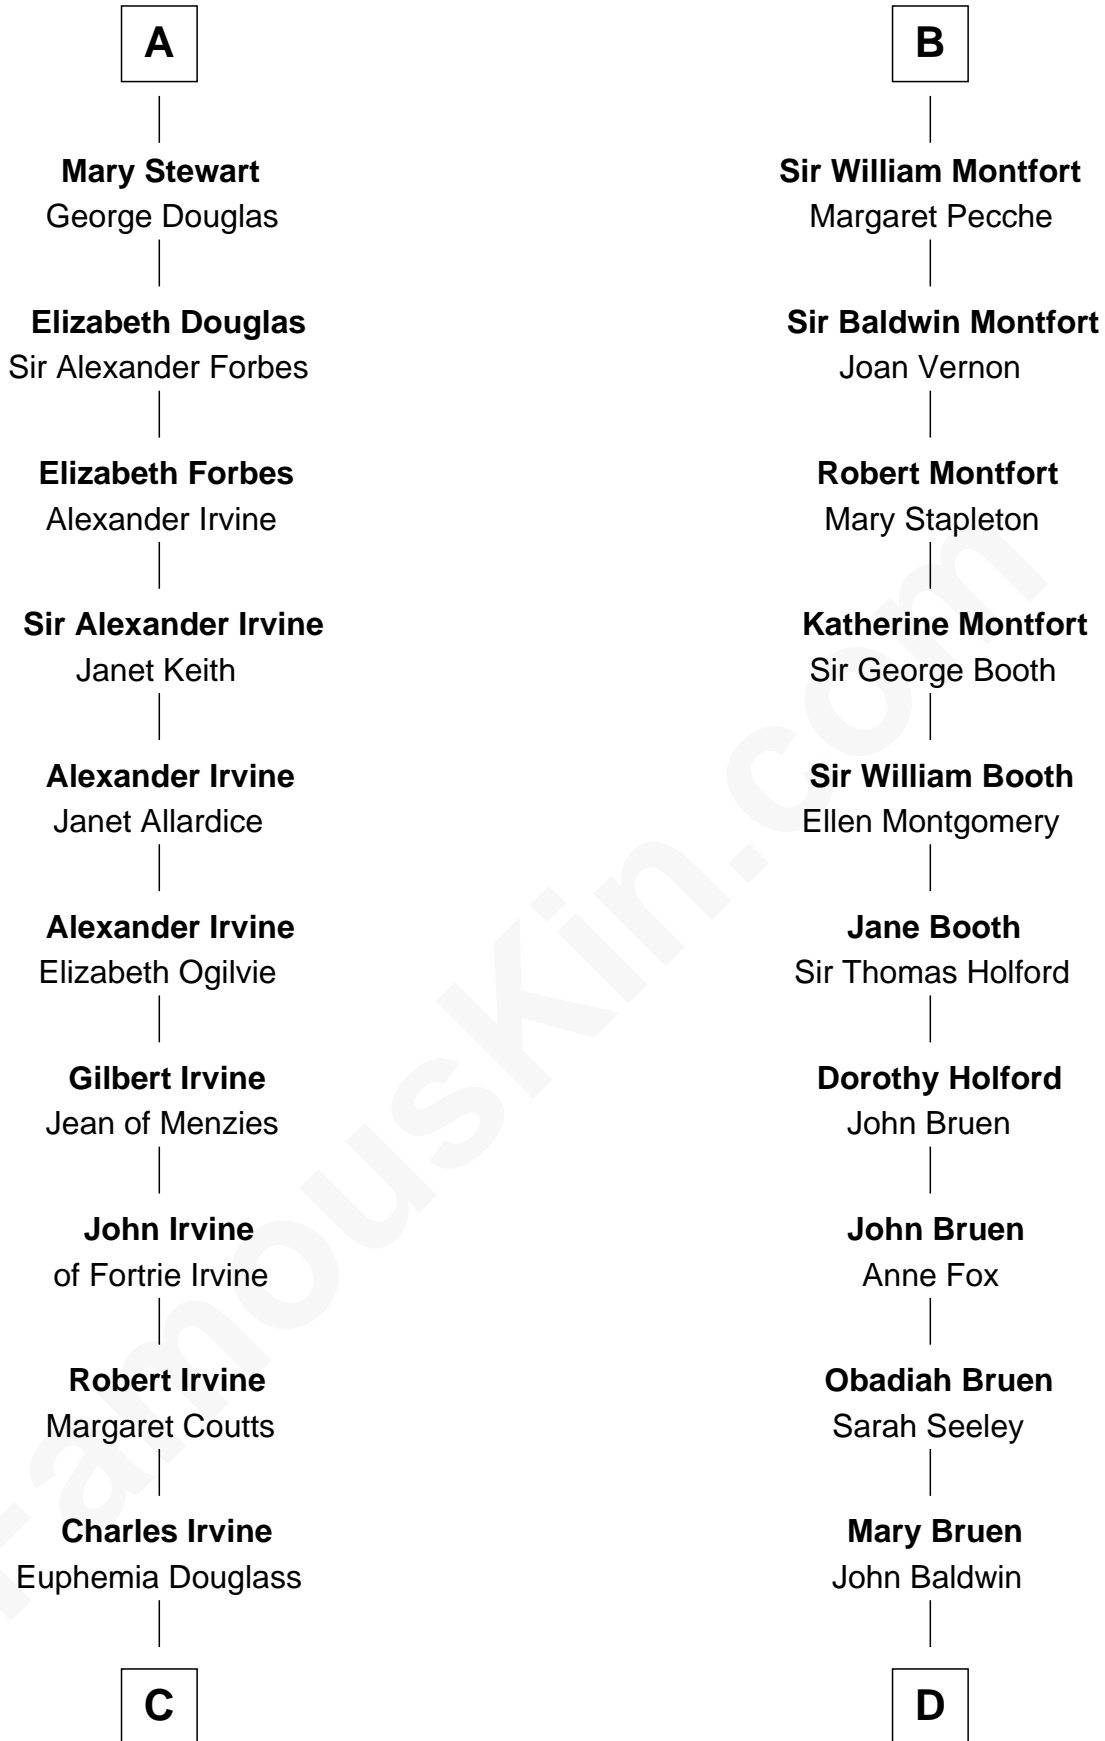 A
Mary Stewart
George Douglas
Elizabeth Douglas
Sir Alexander Forbes
Elizabeth Forbes
Alexander Irvine
Sir Alexander Irvine
Janet Keith
Alexander Irvine
Janet Allardice
Alexander Irvine
Elizabeth Ogilvie
Gilbert Irvine
Jean of Menzies
John Irvine
of Fortrie Irvine
Robert Irvine
Margaret Coutts
Charles Irvine
Euphemia Douglass
C
B
Sir William Montfort
Margaret Pecche
Sir Baldwin Montfort
Joan Vernon
Robert Montfort
Mary Stapleton
Katherine Montfort
Sir George Booth
Sir William Booth
Ellen Montgomery
Jane Booth
Sir Thomas Holford
Dorothy Holford
John Bruen
John Bruen
Anne Fox
Obadiah Bruen
Sarah Seeley
Mary Bruen
John Baldwin
D
FamousKin.com